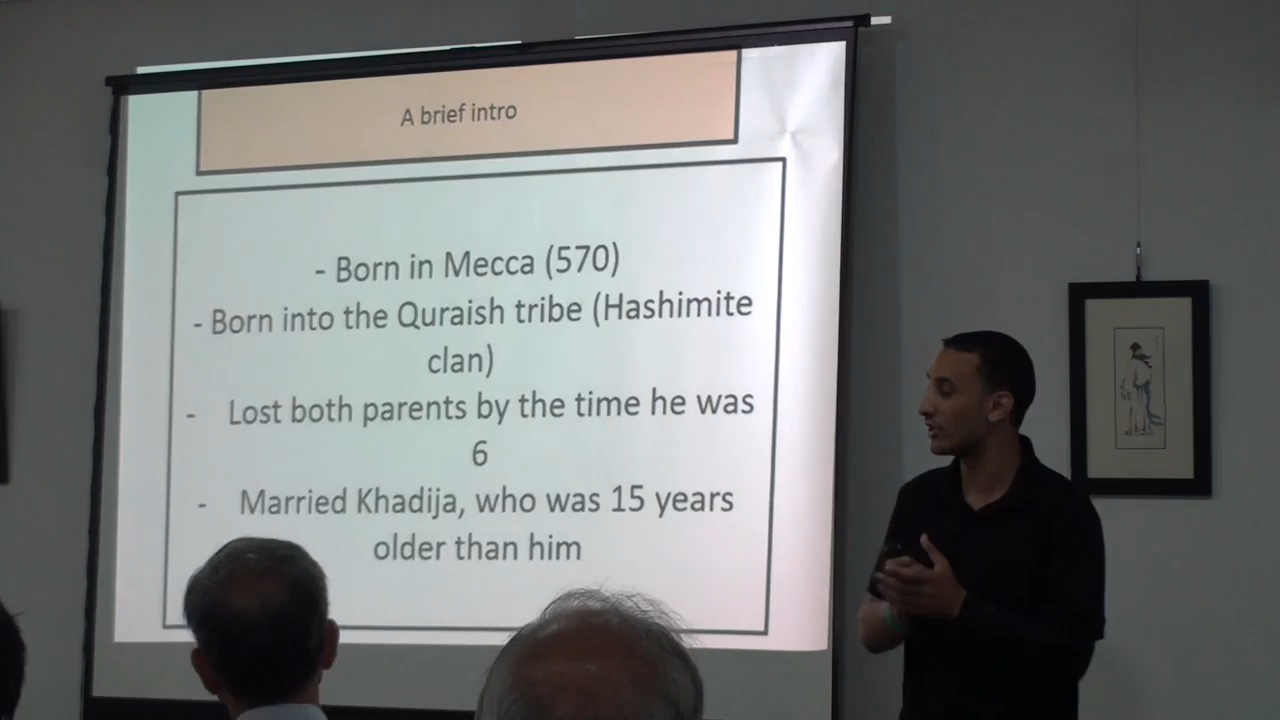 A brief intro
- Born in Mecca (570)
- Born into the Quraish tribe (Hashimite
clan)
- Lost both parents by the time he was
6
- Married Khadija, who was 15 years
older than him